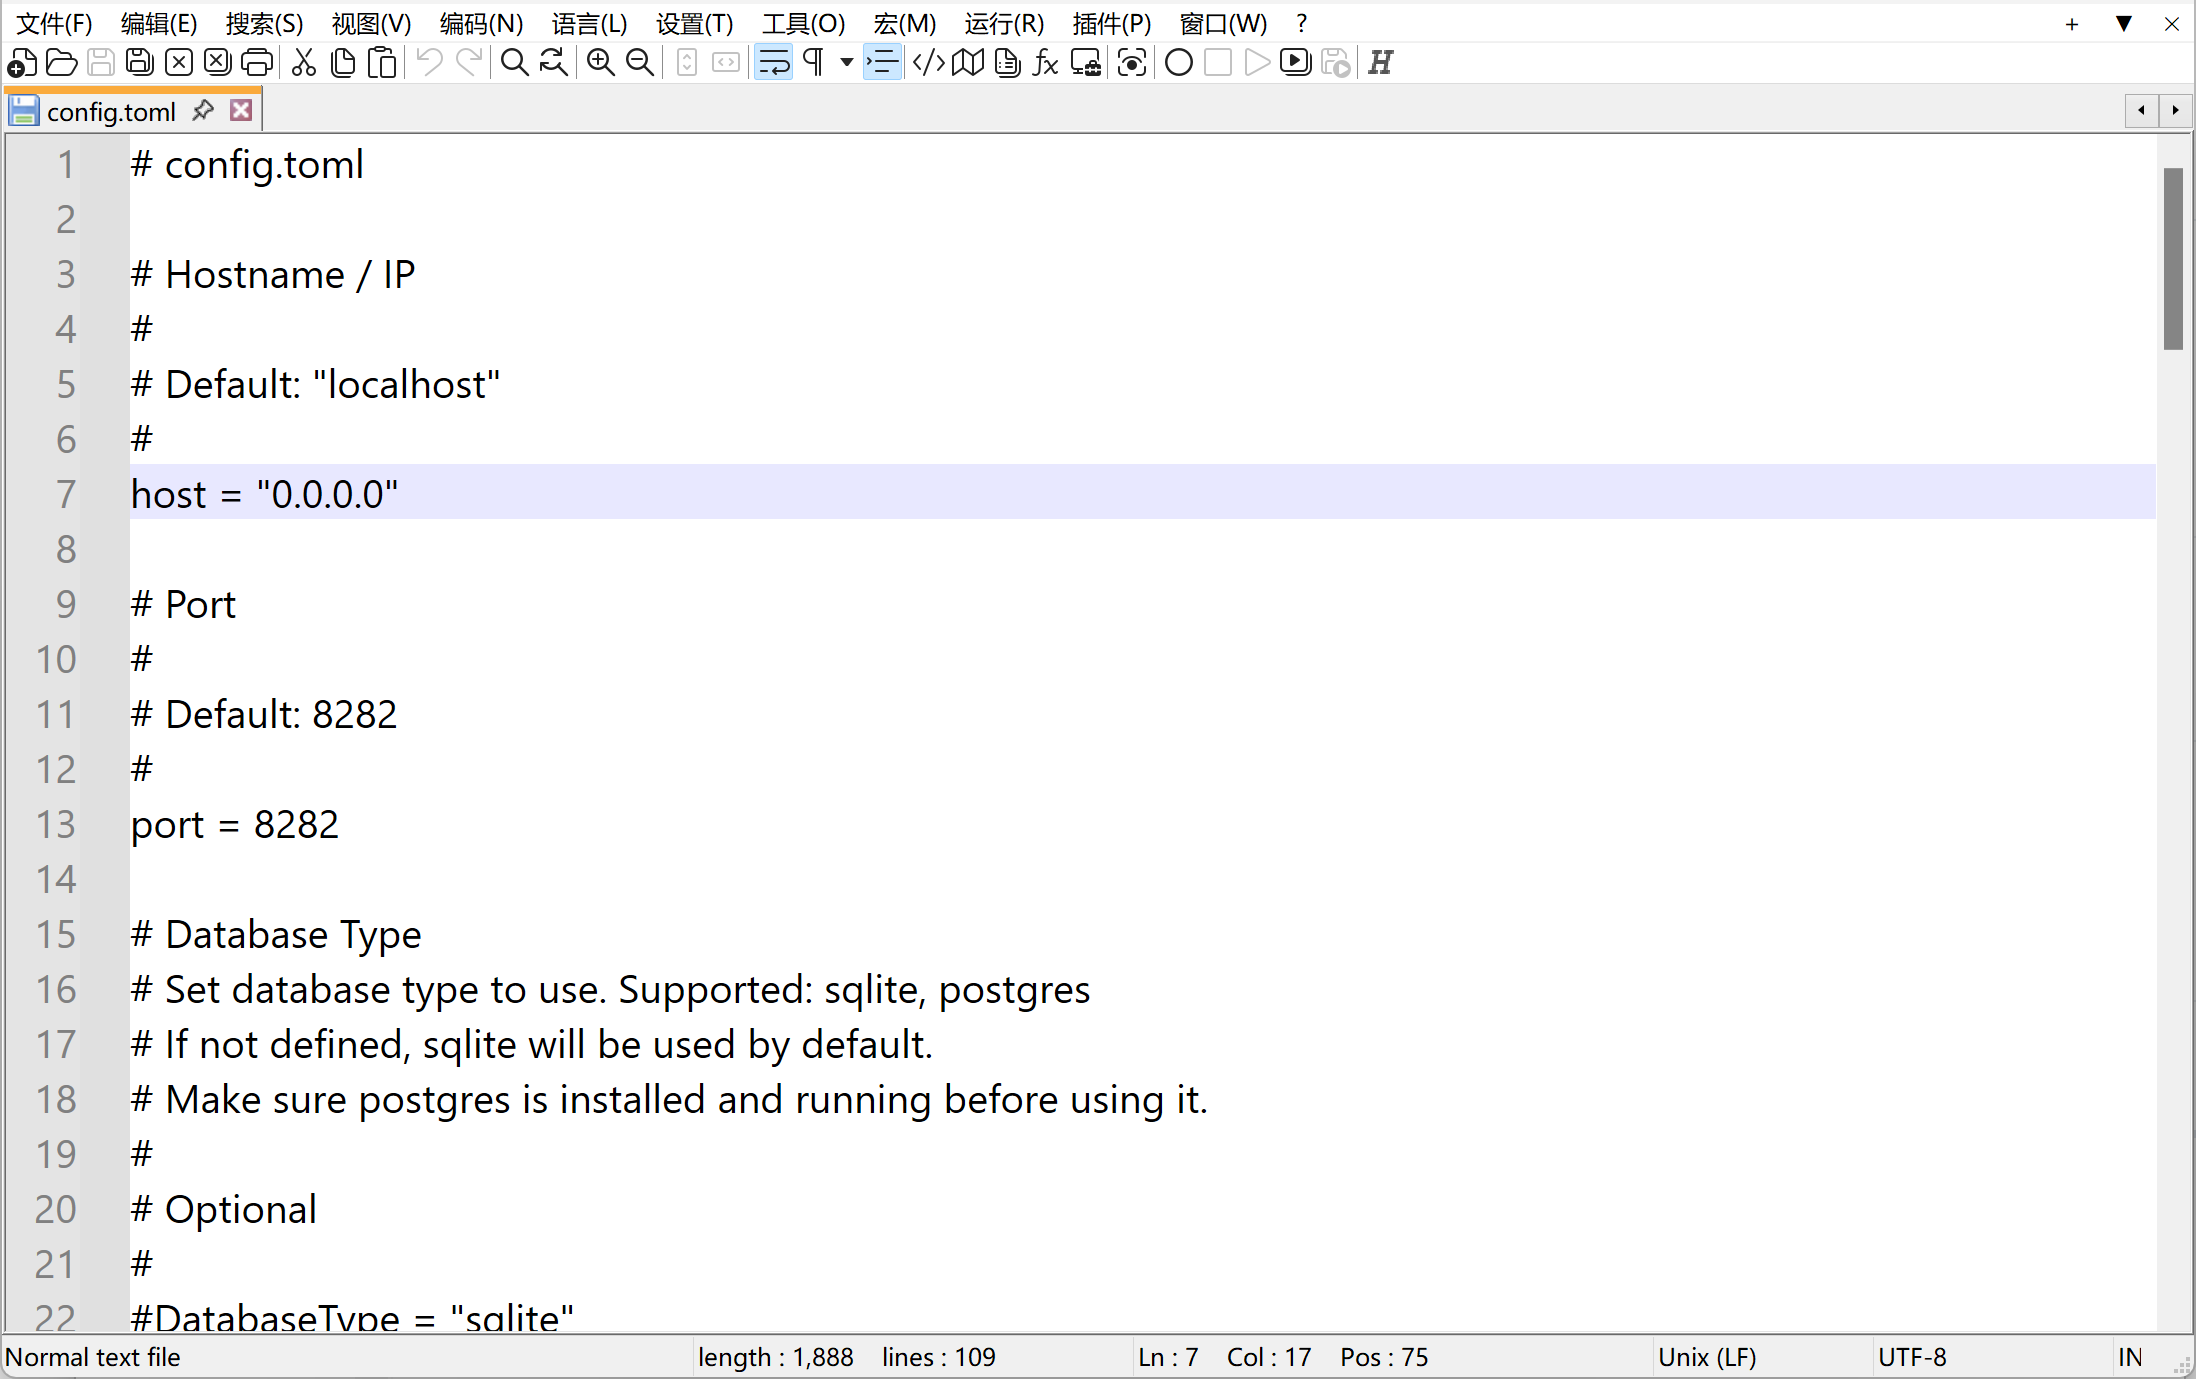 文件(F) 编辑(E) 搜索(S) 视图(V) 编码(N) 语言(L) 设置(T) 工具(O) 宏(M) 运行(R) 插件(P) 窗口(W) ?
config.toml
1 # config.toml
2
3 # Hostname / IP
4 #
5 # Default: "localhost"
6 #
7 host = "0.0.0.0"
8
9 # Port
10 #
11 # Default: 8282
12 #
13 port = 8282
14
15 # Database Type
16 # Set database type to use. Supported: sqlite, postgres
17 # If not defined, sqlite will be used by default.
18 # Make sure postgres is installed and running before using it.
19 #
20 # Optional
21 #
22 #DatabaseType = "sqlite"
Normal text file length : 1,888 lines : 109 Ln : 7 Col : 17 Pos : 75 Unix (LF) UTF-8 IN